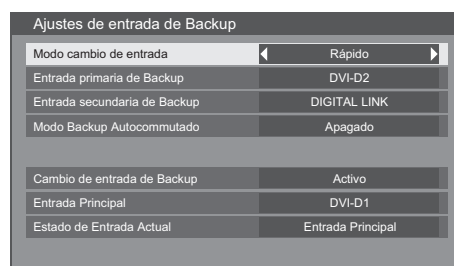 Ajustes de entrada de Backup
Modo cambio de entrada Rápido
Entrada primaria de Backup DVI-D2
Entrada secundaria de Backup DIGITAL LINK
Modo Backup Autocommutado Apagado
Cambio de entrada de Backup Activo
Entrada Principal DVI-D1
Estado de Entrada Actual Entrada Principal